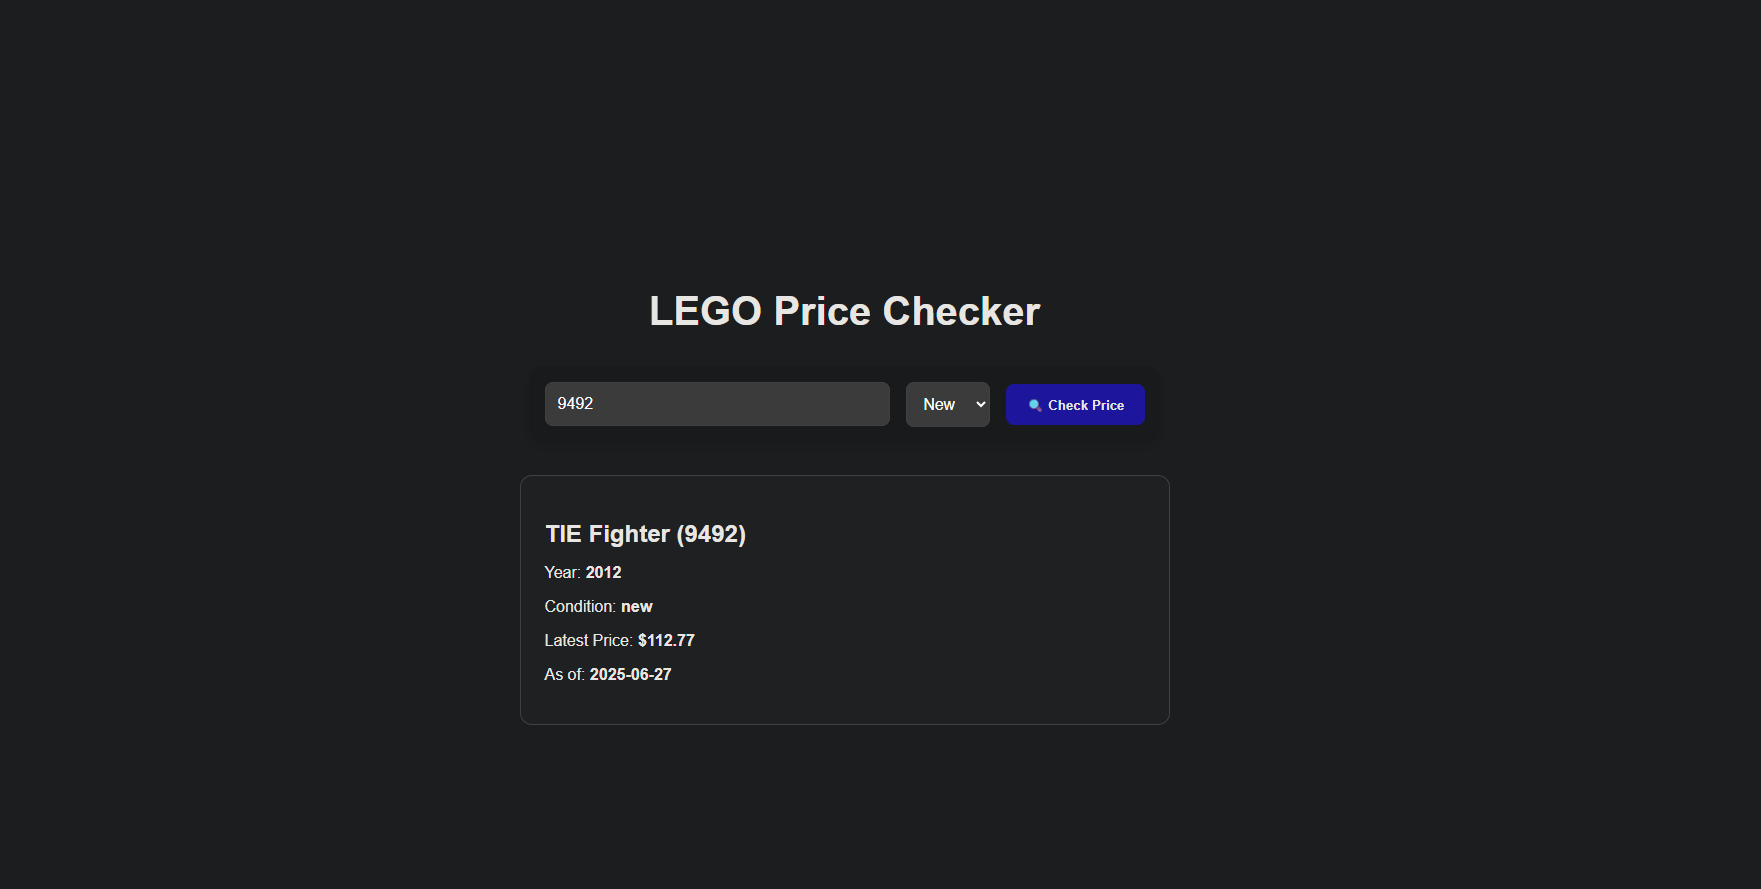 LEGO Price Checker
9492 New Check Price
TIE Fighter (9492)
Year: 2012
Condition: new
Latest Price: $112.77
As of: 2025-06-27